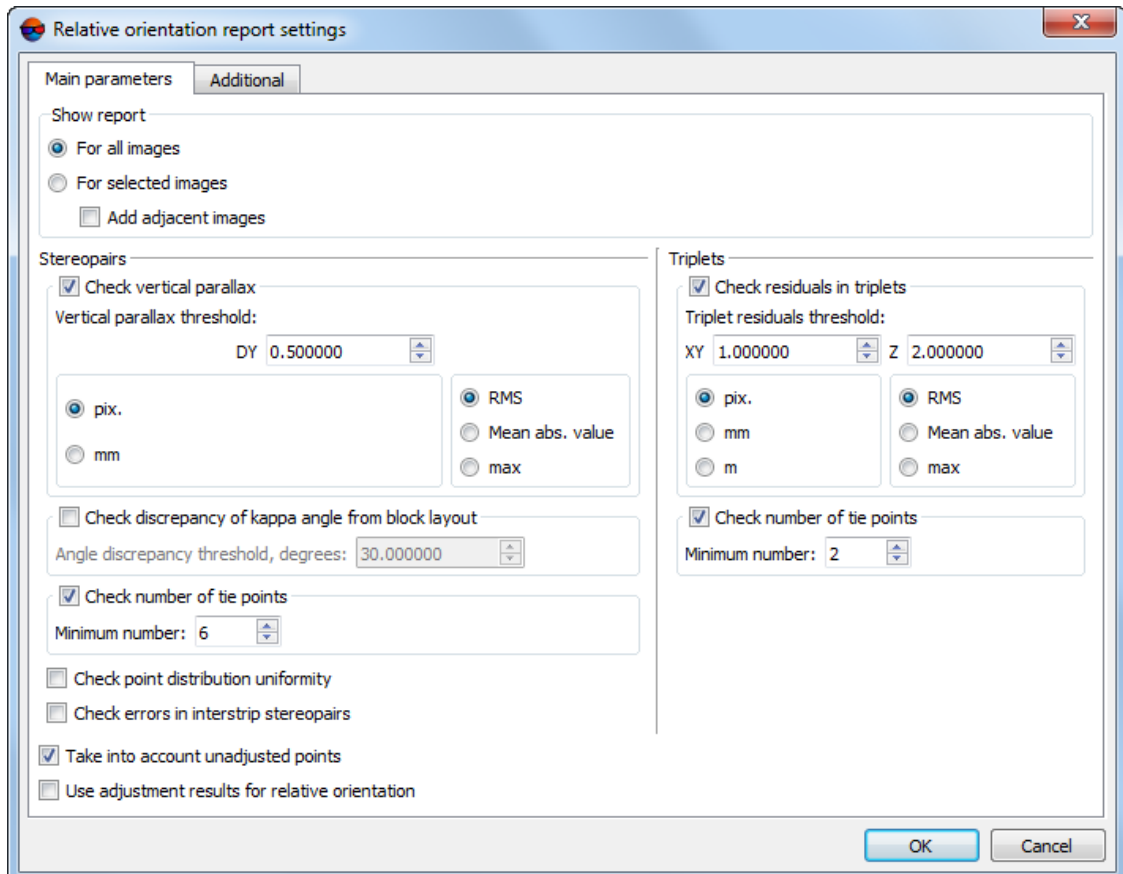 Relative orientation report settings
Main parameters Additional
Show report
For all images
For selected images
Add adjacent images
Stereopairs
Check vertical parallax
Vertical parallax threshold:
DY 0.500000
pix.
mm
RMS
Mean abs. value
max
Check discrepancy of kappa angle from block layout
Angle discrepancy threshold, degrees: 30.000000
Check number of tie points
Minimum number: 6
Check point distribution uniformity
Check errors in interstrip stereopairs
Triplets
Check residuals in triplets
Triplet residuals threshold:
XY 1.000000 Z 2.000000
pix.
mm
m
RMS
Mean abs. value
max
Check number of tie points
Minimum number: 2
Take into account unadjusted points
Use adjustment results for relative orientation
OK Cancel